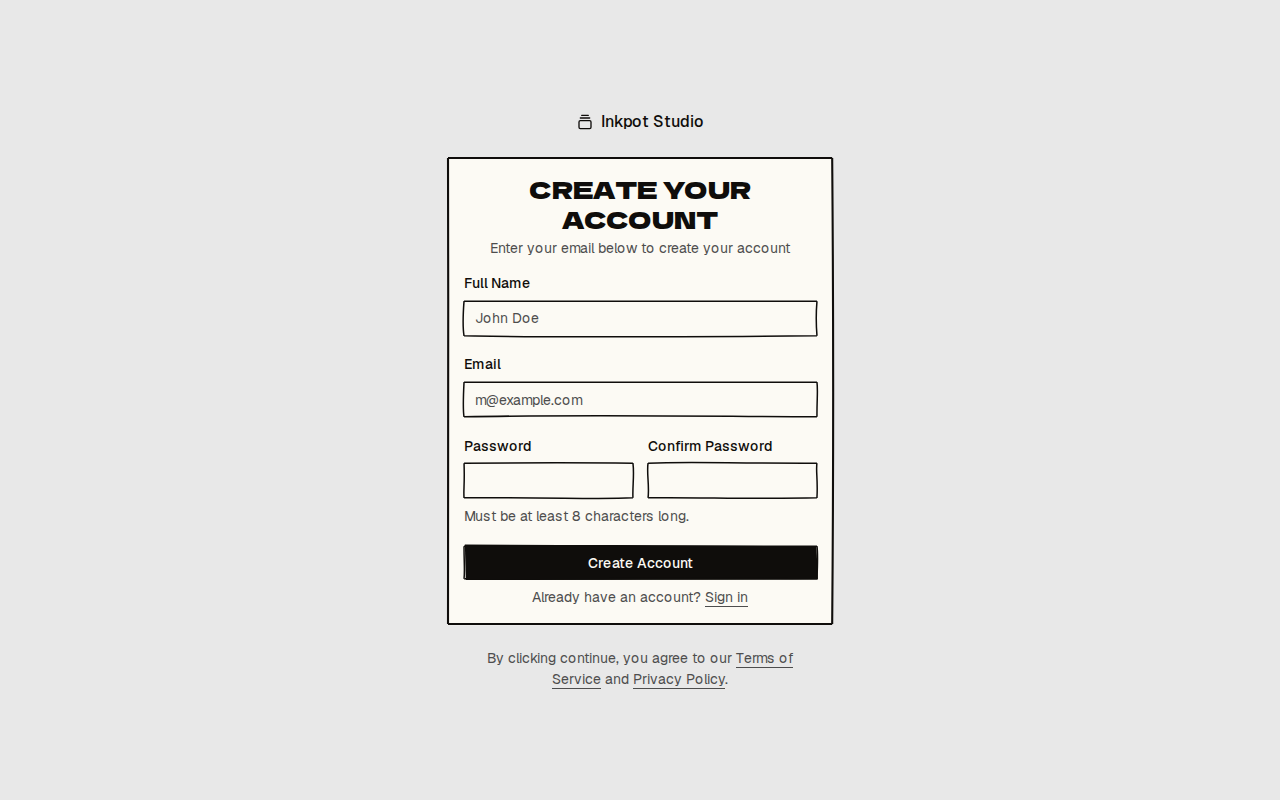 Inkpot Studio
CREATE YOUR
ACCOUNT
Enter your email below to create your account
Full Name
John Doe
Email
m@example.com
Password
Confirm Password
Must be at least 8 characters long.
Create Account
Already have an account? Sign in
By clicking continue, you agree to our Terms of
Service and Privacy Policy.